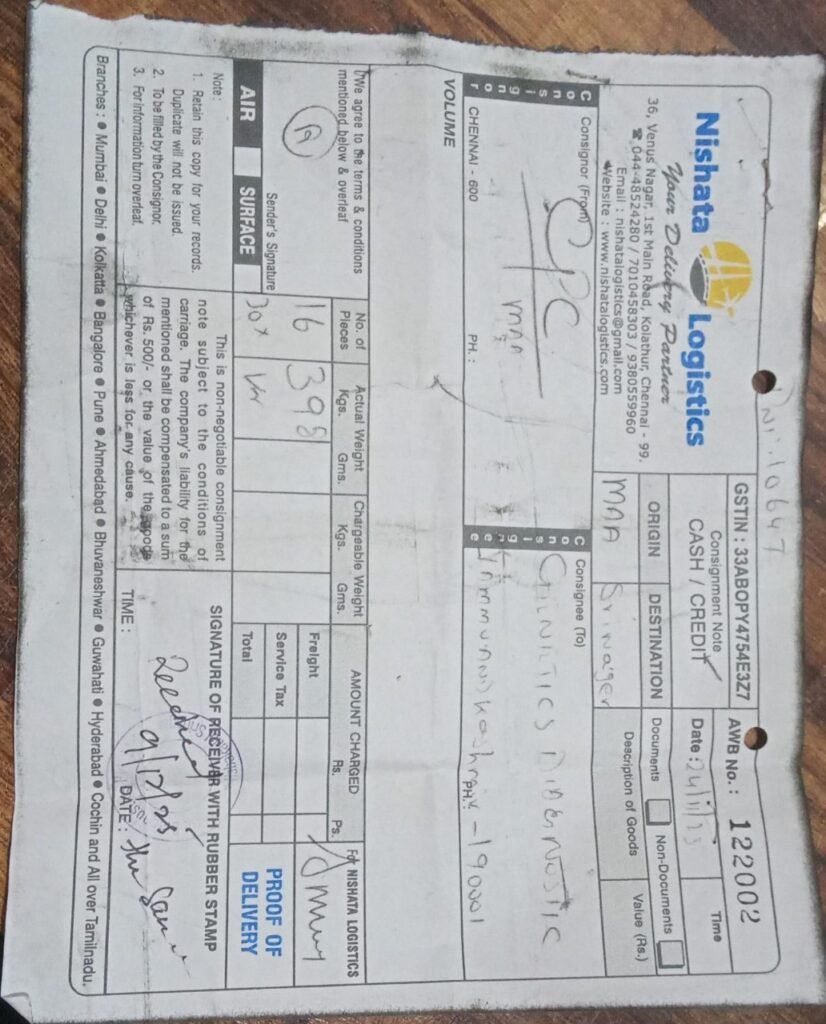 Inv.10647
Nishata Logistics
Your Delivery Partner
36, Venus Nagar, 1st Main Road, Kolathur, Chennai - 99.
☎ 044-48524280 / 7010458303 / 9380559960
Email : nishatalogistics@gmail.com
Website : www.nishatalogistics.com
GSTIN : 33ABOPY4754E3Z7
AWB No. : 122002
Consignment Note
CASH / CREDIT
Date : 24/11/25
Time
ORIGIN
DESTINATION
MAA
Srinager
Documents
Non-Documents
Description of Goods
Value (Rs.)
Consignor
Consignor (From)
CPC
MAA
CHENNAI - 600
PH. :
Consignee
Consignee (To)
DIAGNOSTIC
Kashmir - 190001
PH. :
VOLUME
I/We agree to the terms & conditions
mentioned below & overleaf
Sender's Signature
AIR
SURFACE
No. of Pieces
Actual Weight
Kgs. Gms.
Chargeable Weight
Kgs. Gms.
AMOUNT CHARGED
Rs. Ps.
16
398
Freight
Service Tax
Total
For NISHATA LOGISTICS
PROOF OF
DELIVERY
Note :
1. Retain this copy for your records.
Duplicate will not be issued.
2. To be filled by the Consignor.
3. For Information turn overleaf.
This is non-negotiable consignment
note subject to the conditions of
carriage. The company's liability for the
mentioned shall be compensated to a sum
of Rs. 500/- or the value of the goods
whichever is less for any cause.
SIGNATURE OF RECEIVER WITH RUBBER STAMP
Received
9/12/25
TIME :
DATE :
Branches : ● Mumbai ● Delhi ● Kolkatta ● Bangalore ● Pune ● Ahmedabad ● Bhuvaneshwar ● Guwahati ● Hyderabad ● Cochin and All over Tamilnadu.